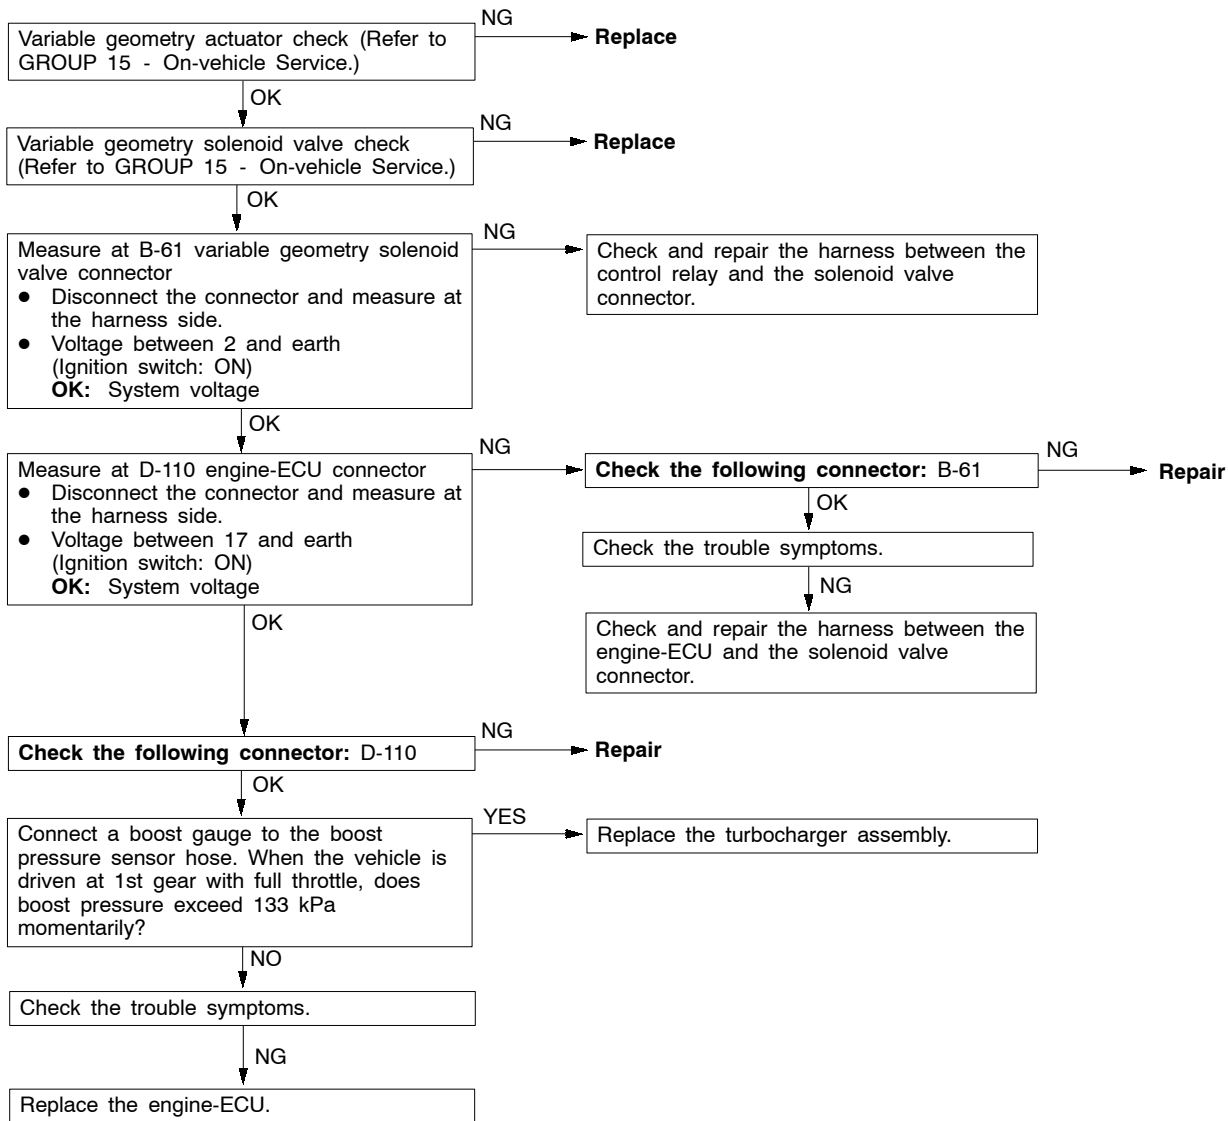 Variable geometry actuator check (Refer to
GROUP 15 - On-vehicle Service.)
NG
Replace
OK
Variable geometry solenoid valve check
(Refer to GROUP 15 - On-vehicle Service.)
NG
Replace
OK
Measure at B-61 variable geometry solenoid
valve connector
● Disconnect the connector and measure at
the harness side.
● Voltage between 2 and earth
(Ignition switch: ON)
OK: System voltage
NG
Check and repair the harness between the
control relay and the solenoid valve
connector.
OK
Measure at D-110 engine-ECU connector
● Disconnect the connector and measure at
the harness side.
● Voltage between 17 and earth
(Ignition switch: ON)
OK: System voltage
NG
Check the following connector: B-61
NG
Repair
OK
Check the trouble symptoms.
NG
Check and repair the harness between the
engine-ECU and the solenoid valve
connector.
OK
Check the following connector: D-110
NG
Repair
OK
Connect a boost gauge to the boost
pressure sensor hose. When the vehicle is
driven at 1st gear with full throttle, does
boost pressure exceed 133 kPa
momentarily?
YES
Replace the turbocharger assembly.
NO
Check the trouble symptoms.
NG
Replace the engine-ECU.